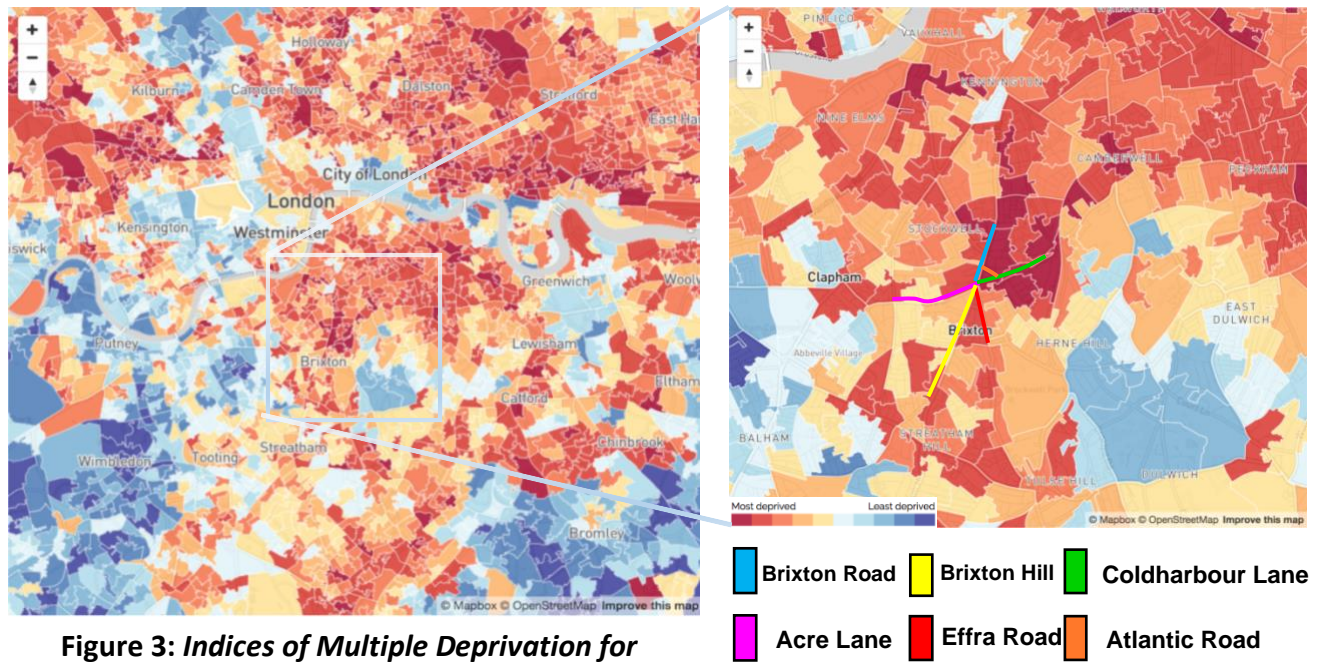 +
−
Holloway
Kilburn
Camden Town
Dalston
Stratford
East Ha
City of London
London
Kensington
Westminster
iswick
Greenwich
Woolw
Putney
Brixton
Lewisham
Eltham
Catford
Streatham
Chinbrook
Wimbledon
Tooting
Bromley
© Mapbox © OpenStreetMap Improve this map
Figure 3: Indices of Multiple Deprivation for
+
−
PIMLICO
VAUXHALL
KENNINGTON
NINE ELMS
CAMBERWELL
PECKHAM
STOCKWELL
Clapham
EAST
DULWICH
Brixton
HERNE HILL
Abbeville Village
BALHAM
STREATHAM
HILL
TULSE HILL
DULWICH
Most deprived
Least deprived
© Mapbox © OpenStreetMap Improve this map
Brixton Road
Brixton Hill
Coldharbour Lane
Acre Lane
Effra Road
Atlantic Road